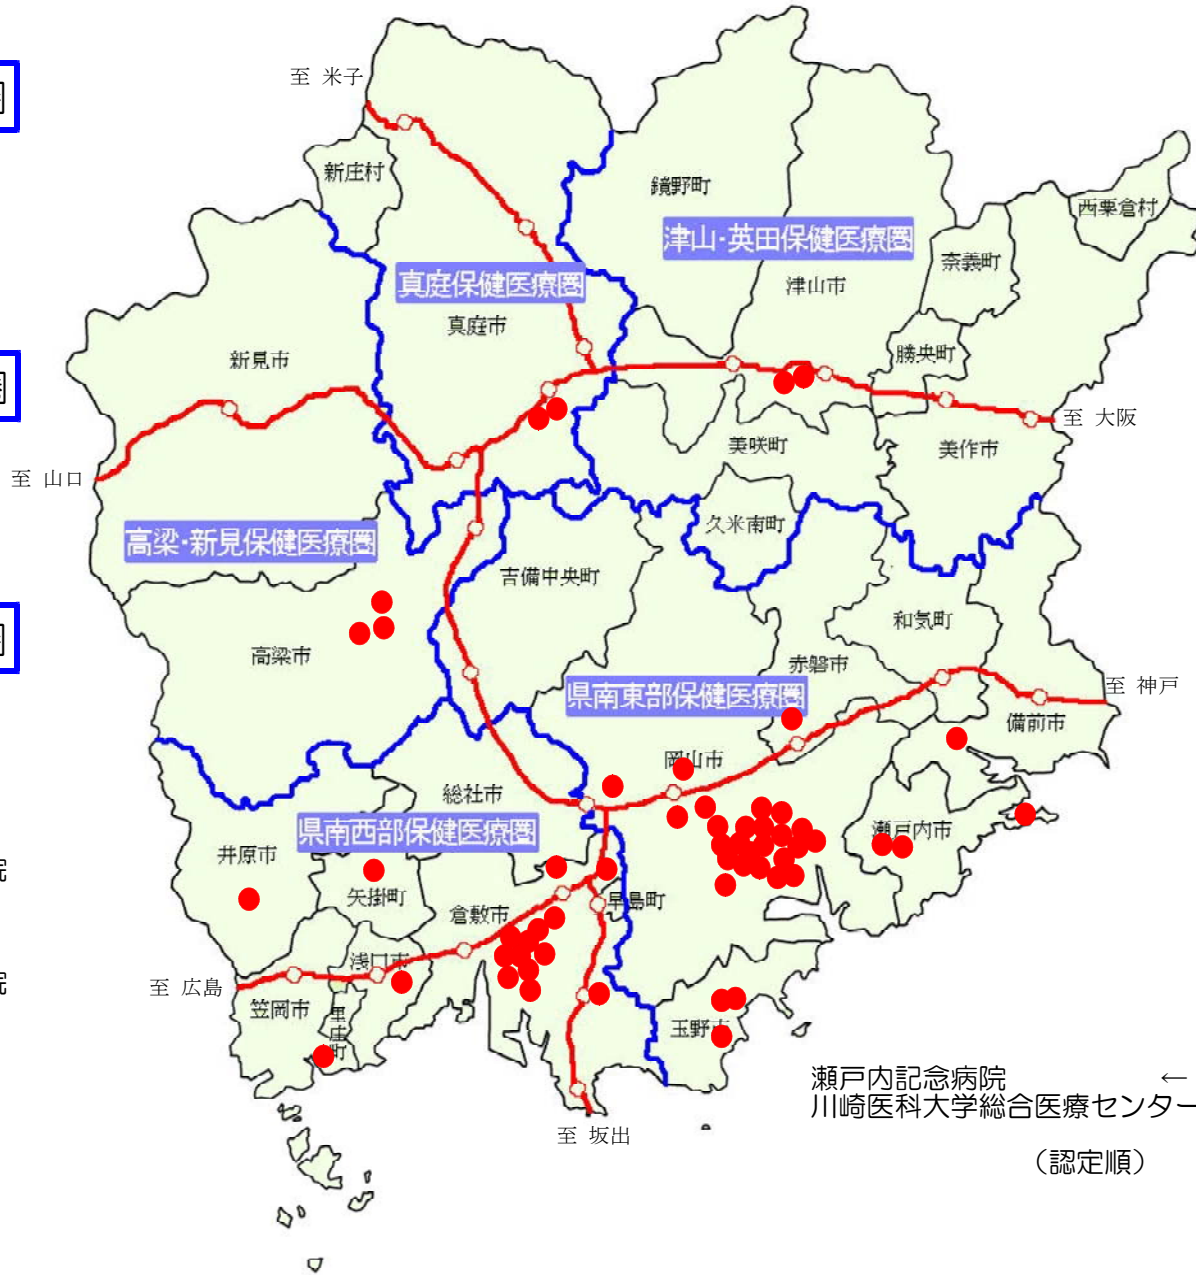 至 米子
圏
新庄村
鏡野町
西粟倉村
津山・英田保健医療圏
奈義町
真庭保健医療圏
津山市
真庭市
勝央町
新見市
圏
至 大阪
美咲町
美作市
至 山口
久米南町
高梁・新見保健医療圏
吉備中央町
和気町
圏
高梁市
赤磐市
至 神戸
県南東部保健医療圏
備前市
岡山市
総社市
県南西部保健医療圏
瀬戸内市
井原市
院
矢掛町
早島町
倉敷市
浅口市
院
至 広島
笠岡市
里庄町
玉野市
瀬戸内記念病院 ←
川崎医科大学総合医療センター
至 坂出
（認定順）